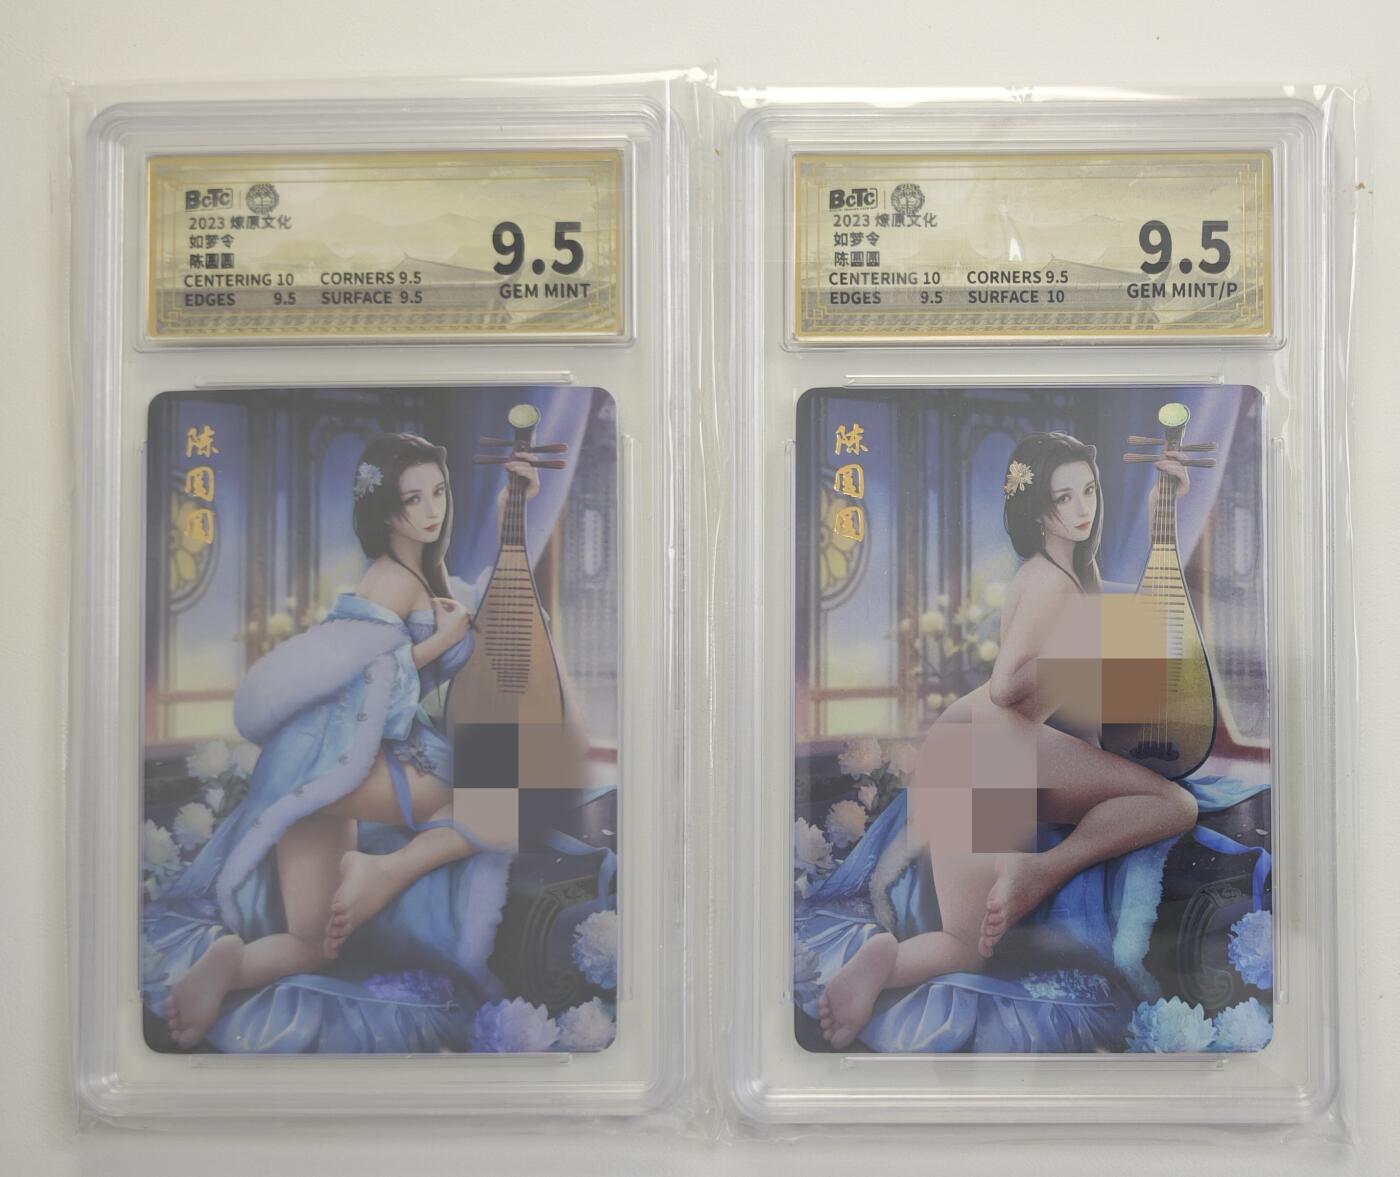 BCTC
2023 燎原文化
如梦令
陈圆圆
CENTERING 10 CORNERS 9.5
EDGES 9.5 SURFACE 9.5
9.5
GEM MINT
陈圆圆
BCTC
2023 燎原文化
如梦令
陈圆圆
CENTERING 10 CORNERS 9.5
EDGES 9.5 SURFACE 10
9.5
GEM MINT/P
陈圆圆